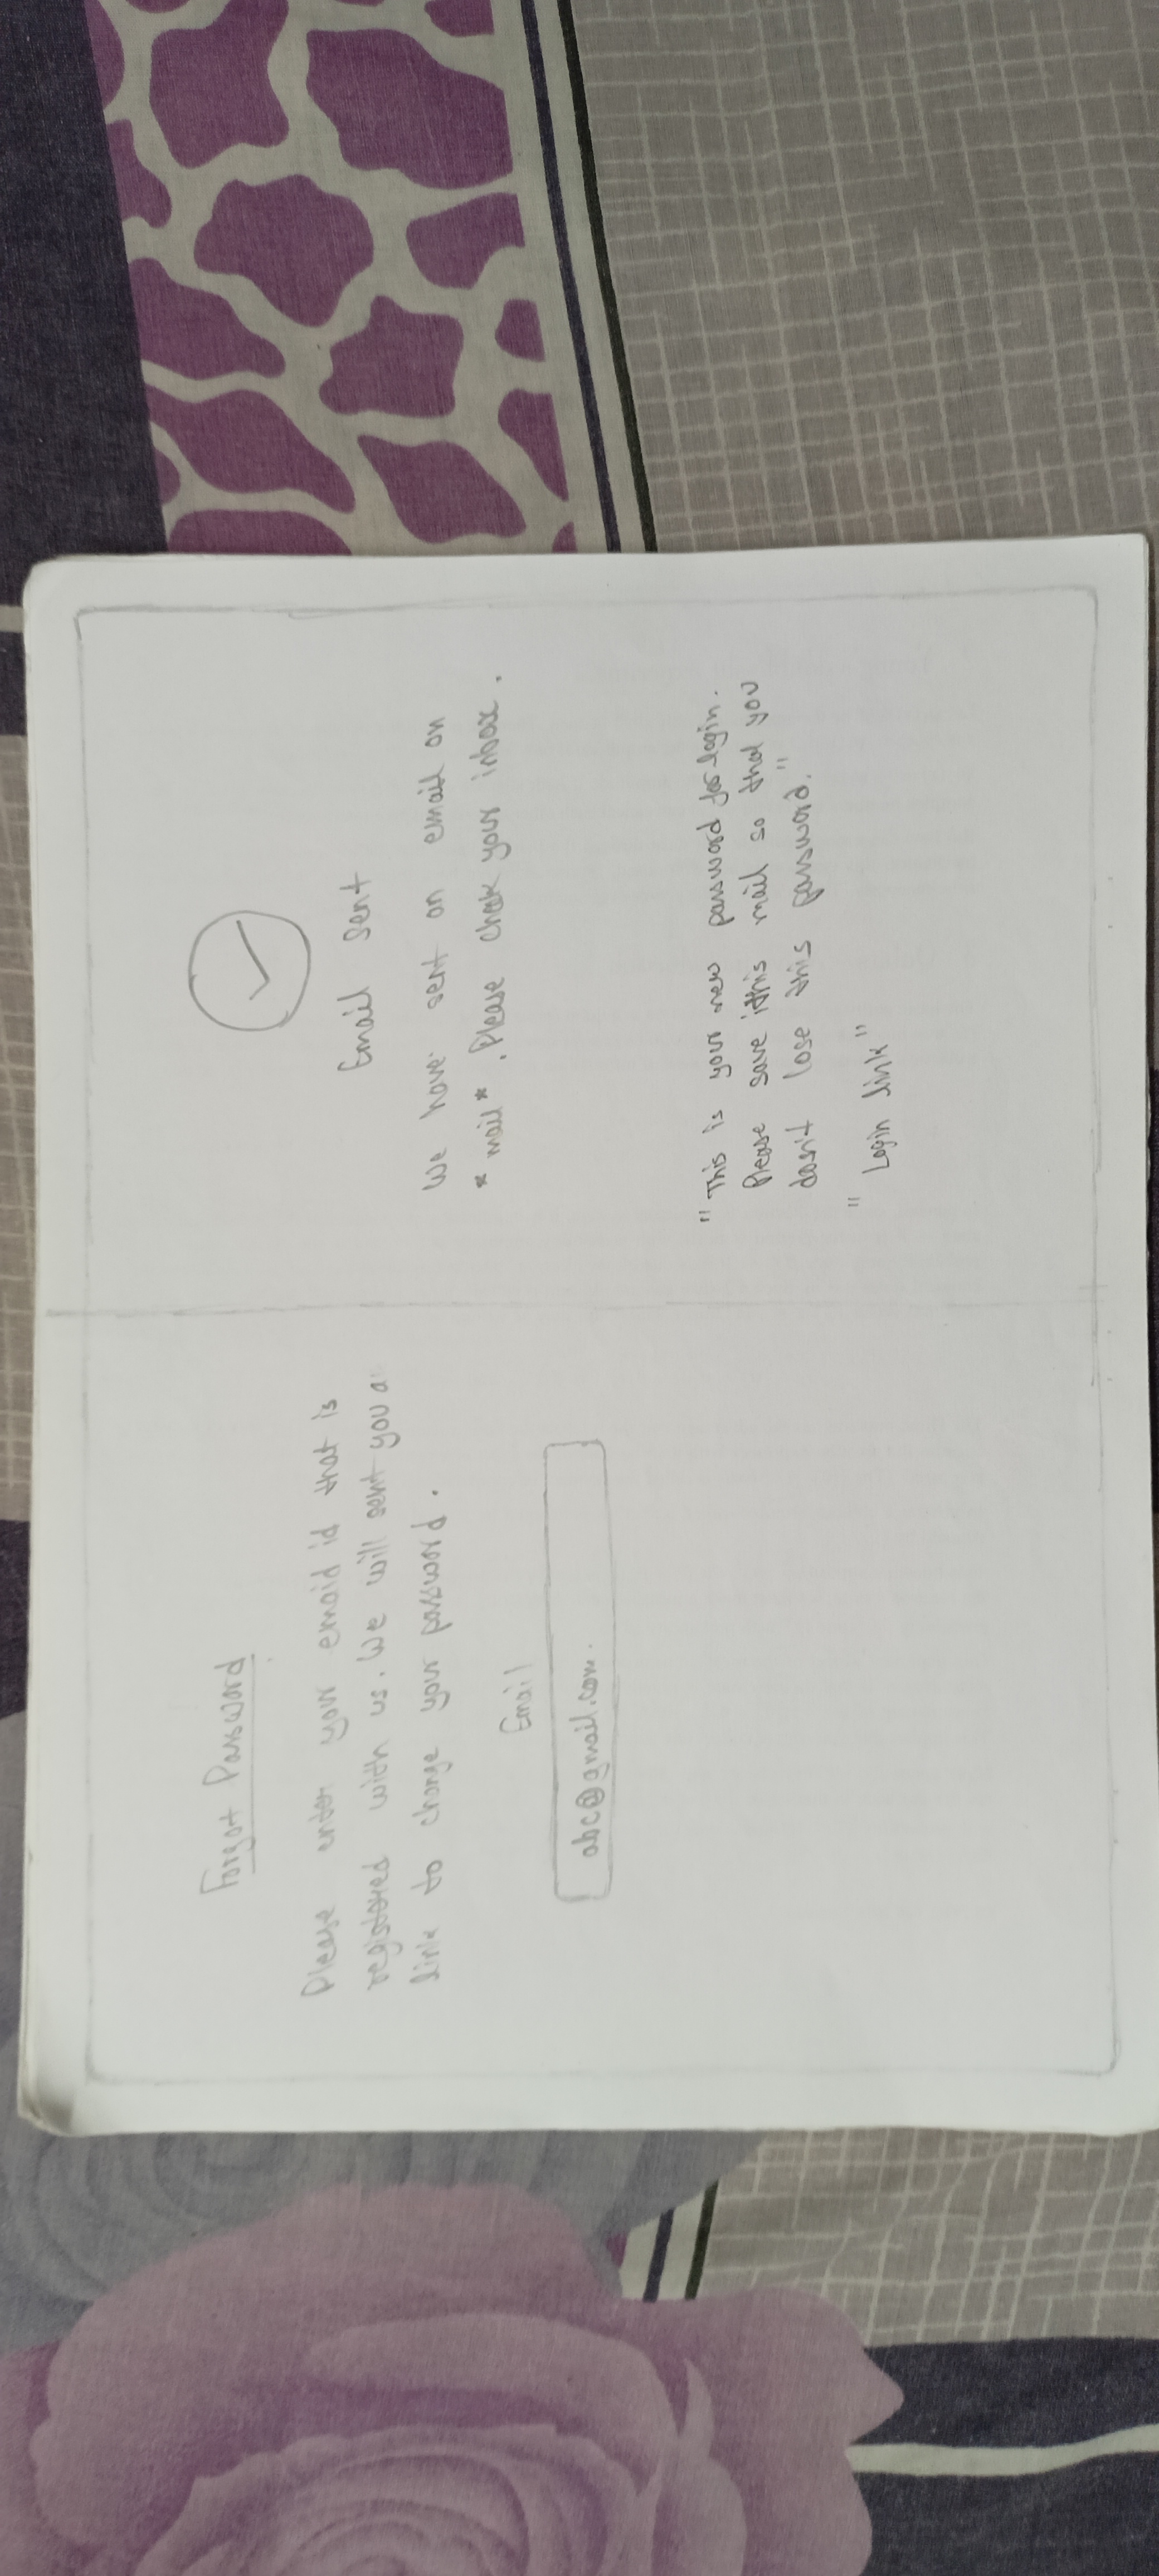 Forgot Password
Please enter your email id that is
registered with us. We will sent you a
link to change your password.
Email
abc@gmail.com.
Email sent
We have sent an email on
*mail*. Please check your inbox.
"This is your new password for login.
Please save this mail so that you
don't lose this password."
"Login link"